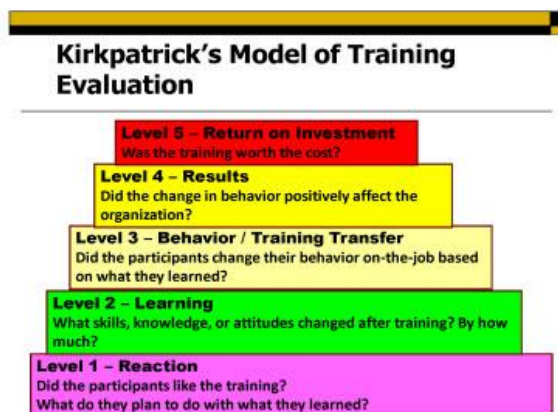 Kirkpatrick's Model of Training
Evaluation
Level 5 – Return on Investment
Was the training worth the cost?
Level 4 – Results
Did the change in behavior positively affect the
organization?
Level 3 – Behavior / Training Transfer
Did the participants change their behavior on-the-job based
on what they learned?
Level 2 – Learning
What skills, knowledge, or attitudes changed after training? By how
much?
Level 1 – Reaction
Did the participants like the training?
What do they plan to do with what they learned?